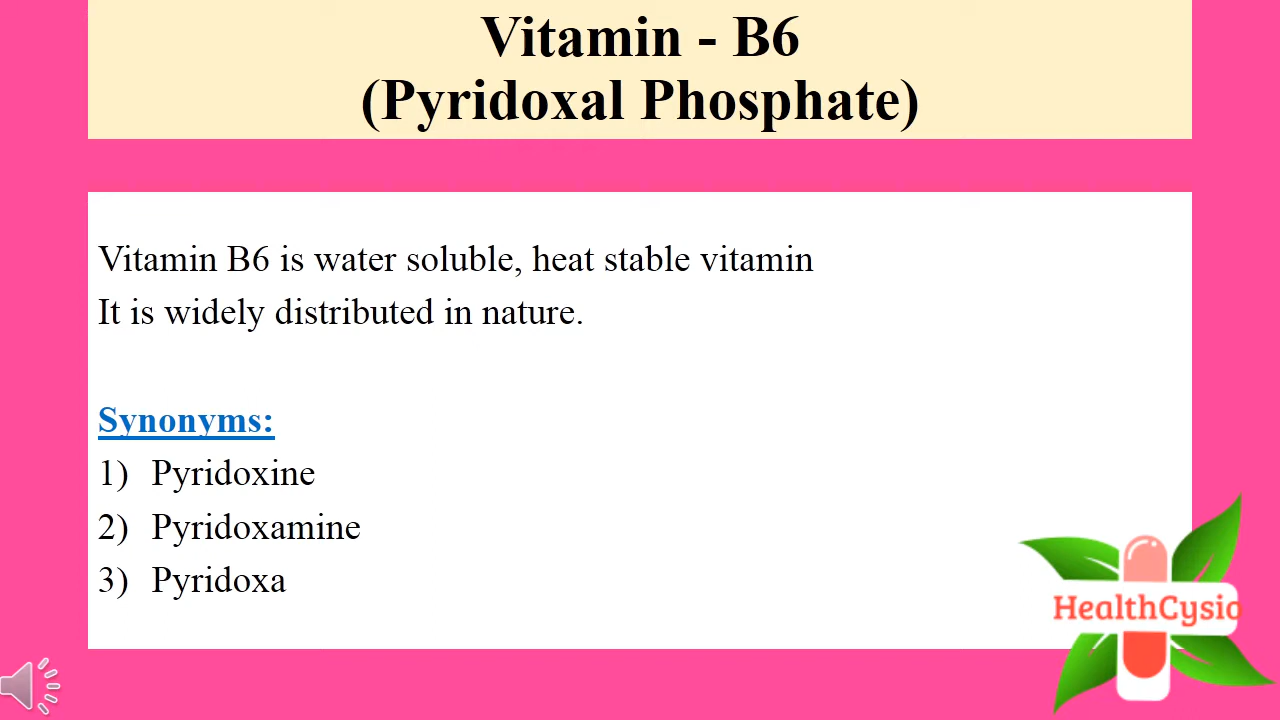 Vitamin - B6
(Pyridoxal Phosphate)
Vitamin B6 is water soluble, heat stable vitamin
It is widely distributed in nature.
Synonyms:
1) Pyridoxine
2) Pyridoxamine
3) Pyridoxa
HealthCysio